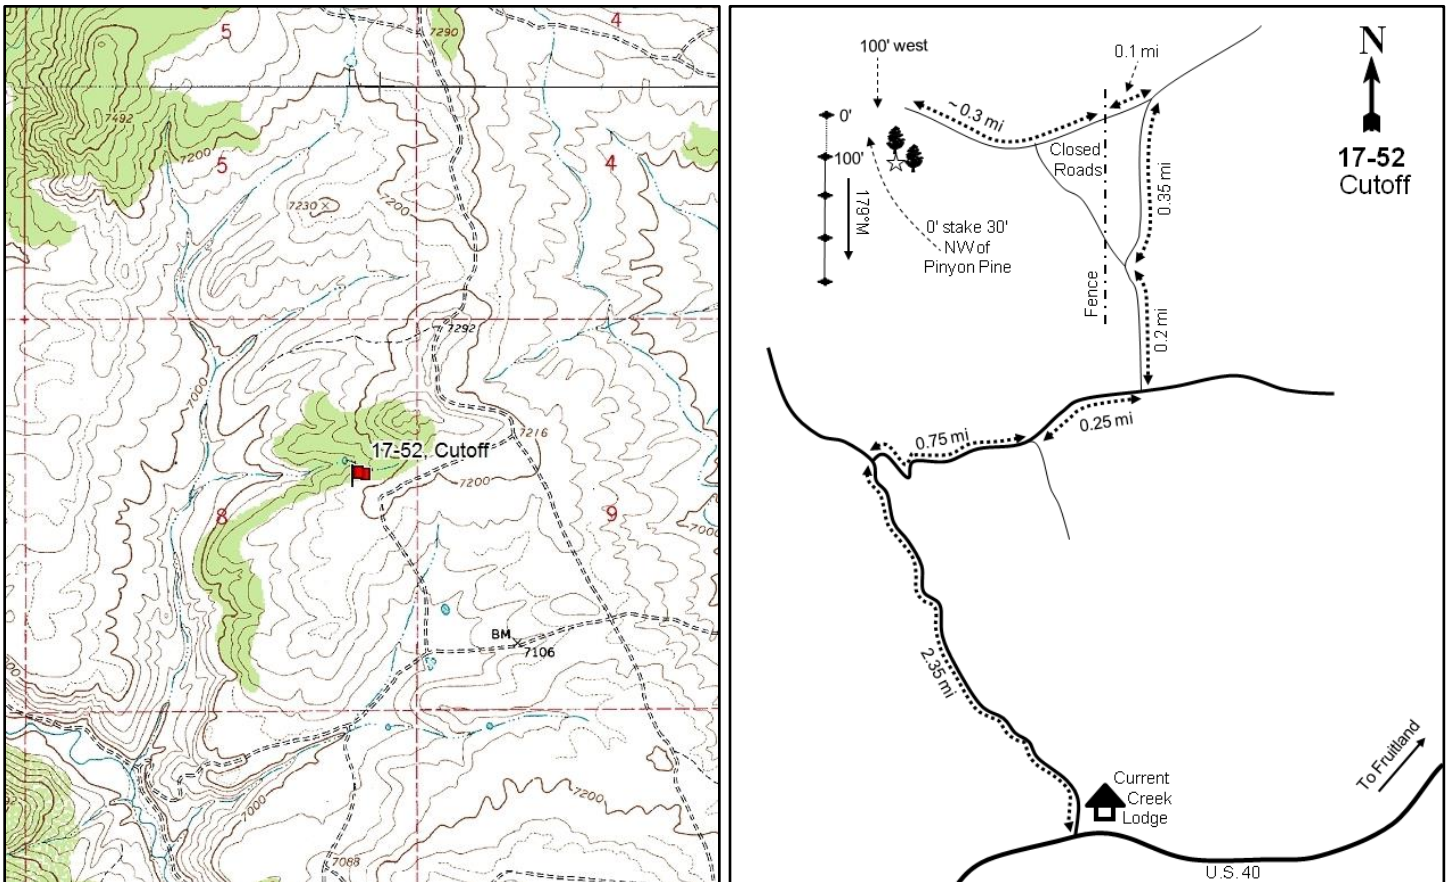 5
7290
4
7492
7200
5
4
7230
200
7292
7000
7216
17-52, Cutoff
7200
8
9
7000
BM
7106
7200
7000
7088
100' west
0.1 mi
N
0'
~ 0.3 mi
17-52
Cutoff
100'
Closed
Roads
0.35 mi
179°M
0' stake 30'
NW of
Pinyon Pine
Fence
0.2 mi
0.25 mi
0.75 mi
2.35 mi
Current
Creek
Lodge
To Fruitland
U.S. 40